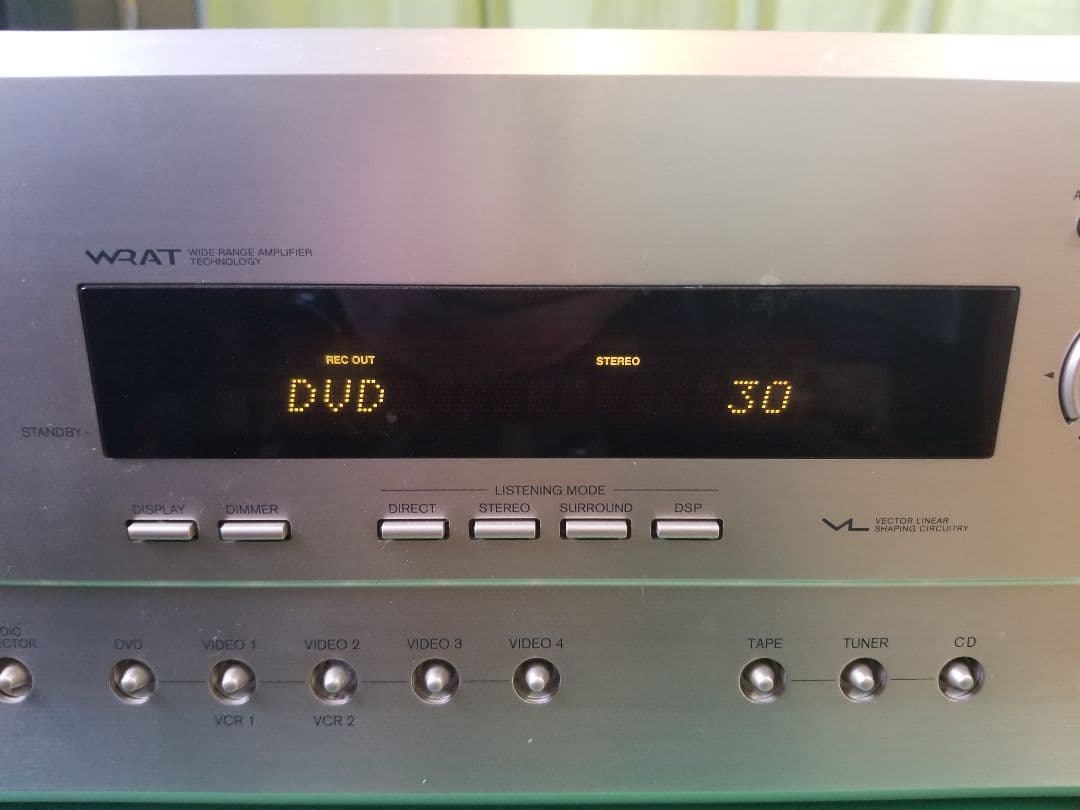 WRAT WIDE RANGE AMPLIFIER
TECHNOLOGY
REC OUT STEREO
DVD 30
STANDBY
LISTENING MODE
DISPLAY DIMMER DIRECT STEREO SURROUND DSP
VL VECTOR LINEAR
SHAPING CIRCUITRY
DVD VIDEO 1 VIDEO 2 VIDEO 3 VIDEO 4 TAPE TUNER CD
VCR 1 VCR 2